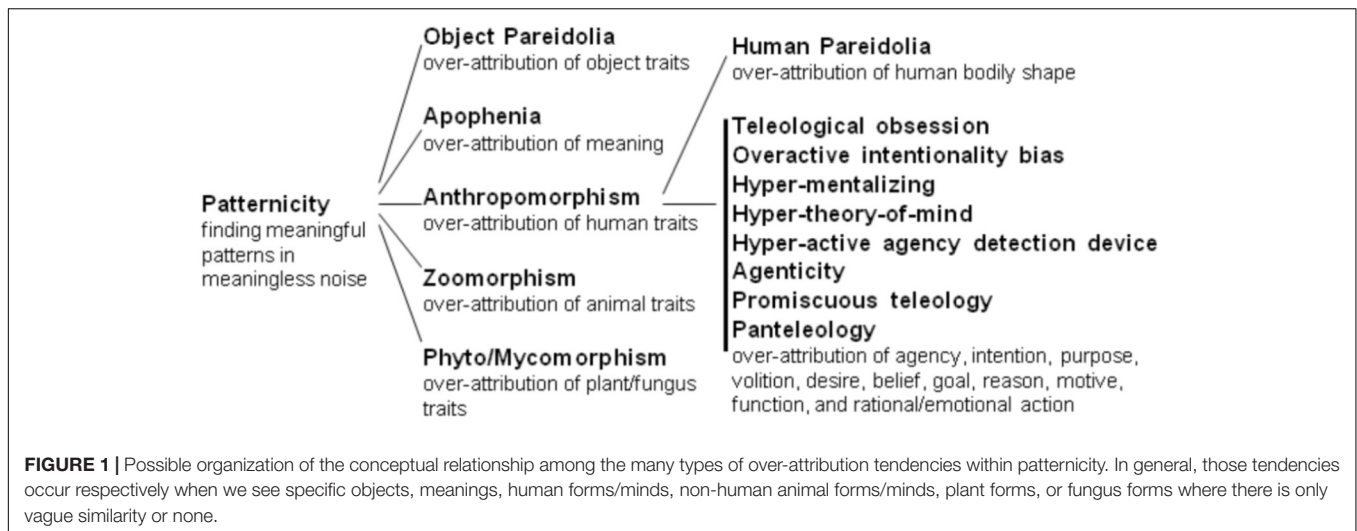 Patternicity
finding meaningful
patterns in
meaningless noise
Object Pareidolia
over-attribution of object traits
Apophenia
over-attribution of meaning
Anthropomorphism
over-attribution of human traits
Zoomorphism
over-attribution of animal traits
Phyto/Mycomorphism
over-attribution of plant/fungus
traits
Human Pareidolia
over-attribution of human bodily shape
Teleological obsession
Overactive intentionality bias
Hyper-mentalizing
Hyper-theory-of-mind
Hyper-active agency detection device
Agenticity
Promiscuous teleology
Panteleology
over-attribution of agency, intention, purpose,
volition, desire, belief, goal, reason, motive,
function, and rational/emotional action
FIGURE 1 | Possible organization of the conceptual relationship among the many types of over-attribution tendencies within patternicity. In general, those tendencies
occur respectively when we see specific objects, meanings, human forms/minds, non-human animal forms/minds, plant forms, or fungus forms where there is only
vague similarity or none.